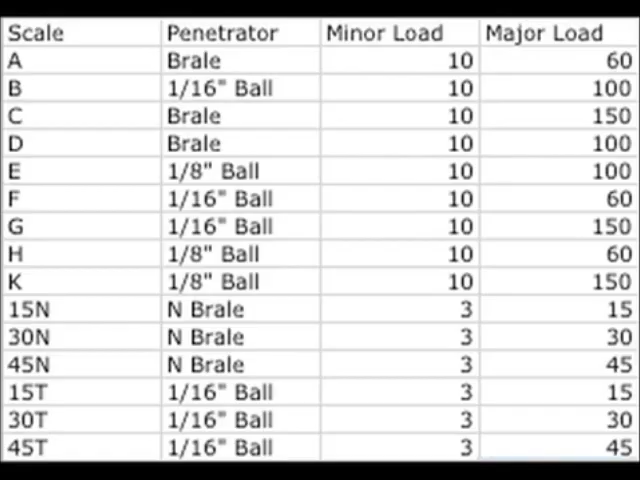 Scale Penetrator Minor Load Major Load
A Brale 10 60
B 1/16" Ball 10 100
C Brale 10 150
D Brale 10 100
E 1/8" Ball 10 100
F 1/16" Ball 10 60
G 1/16" Ball 10 150
H 1/8" Ball 10 60
K 1/8" Ball 10 150
15N N Brale 3 15
30N N Brale 3 30
45N N Brale 3 45
15T 1/16" Ball 3 15
30T 1/16" Ball 3 30
45T 1/16" Ball 3 45